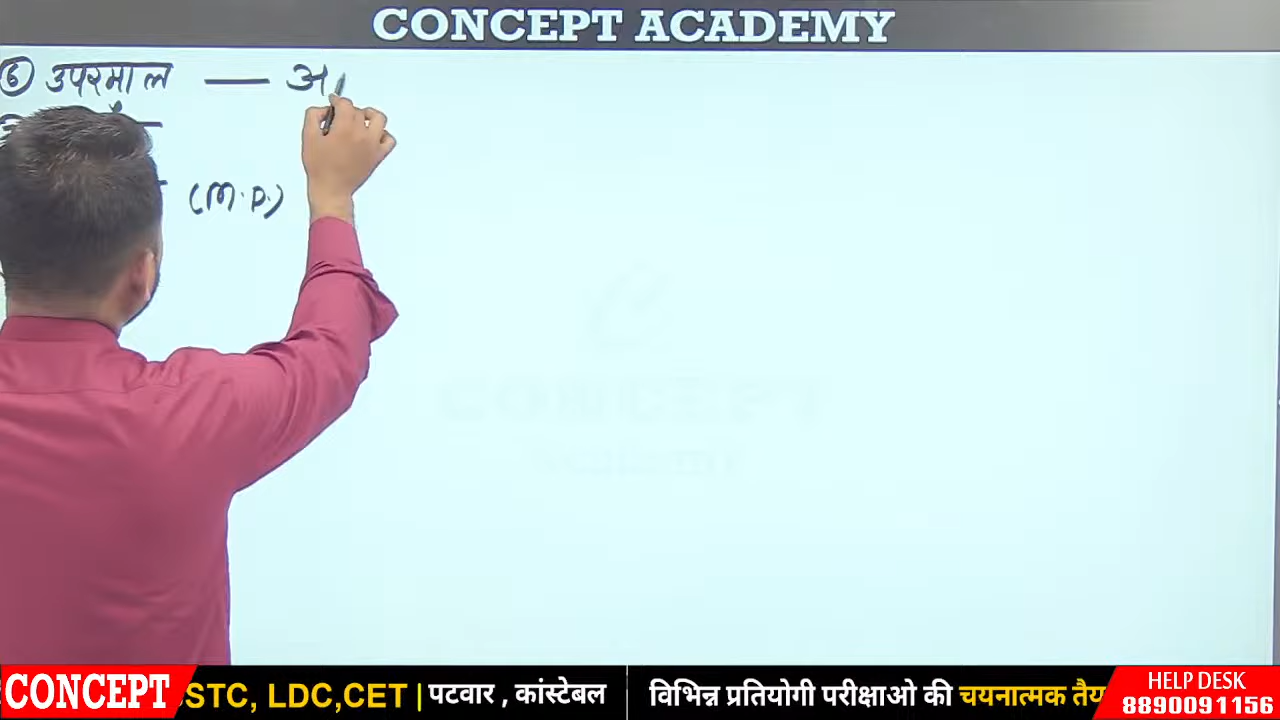 CONCEPT ACADEMY
⑥ उपरमाल — अ
(M.P.)
CONCEPT
STC, LDC,CET | पटवार , कांस्टेबल
विभिन्न प्रतियोगी परीक्षाओ की चयनात्मक
HELP DESK
8890091156